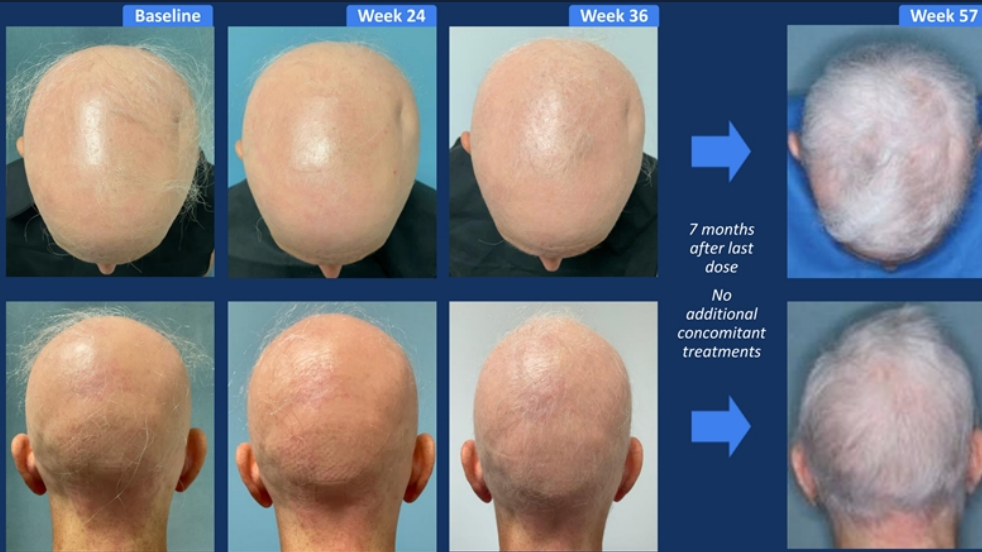 Baseline
Week 24
Week 36
Week 57
7 months
after last
dose
No
additional
concomitant
treatments